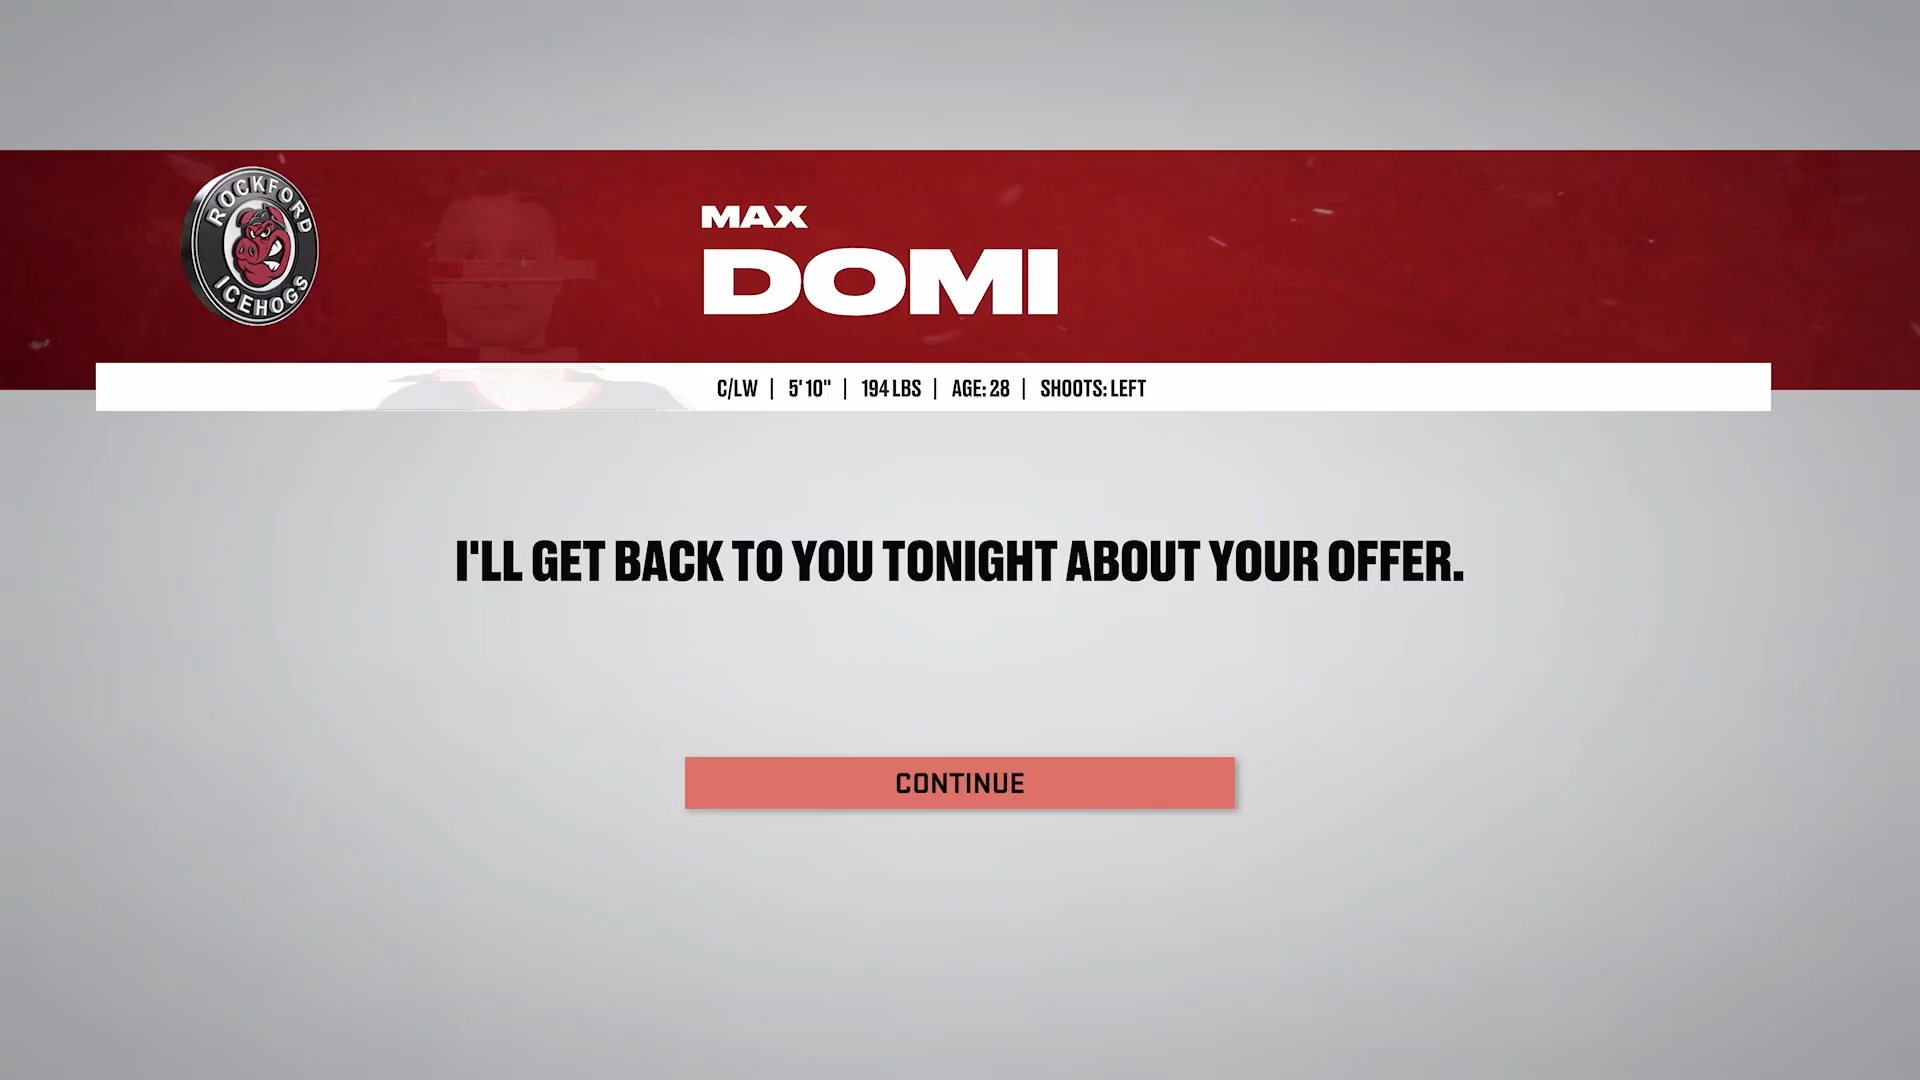 ROCKFORD
ICEHOGS
MAX
DOMI
C/LW | 5'10" | 194 LBS | AGE: 28 | SHOOTS: LEFT
I'LL GET BACK TO YOU TONIGHT ABOUT YOUR OFFER.
CONTINUE